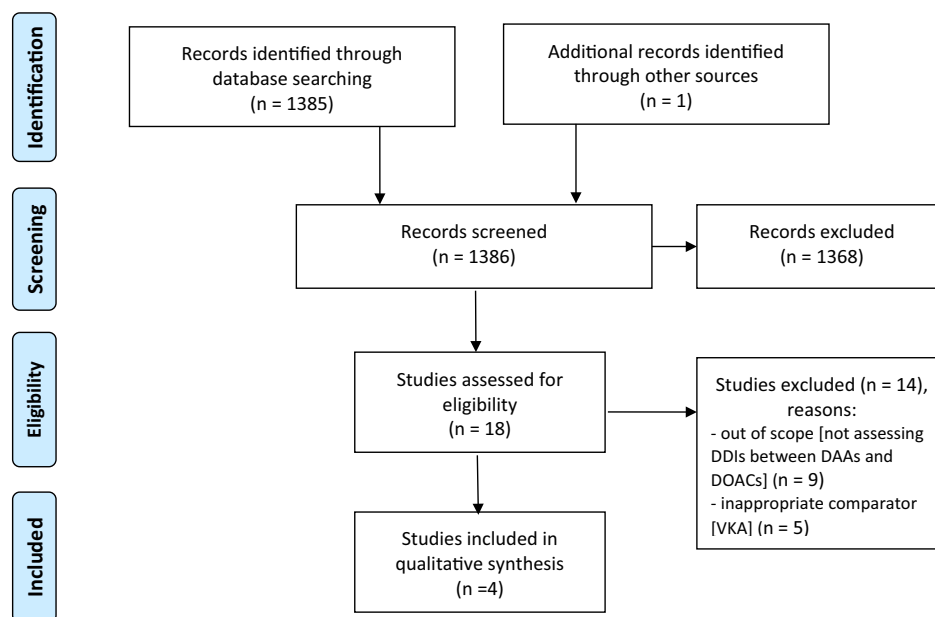 Identification
Records identified through
database searching
(n = 1385)
Additional records identified
through other sources
(n = 1)
Screening
Records screened
(n = 1386)
Records excluded
(n = 1368)
Eligibility
Studies assessed for
eligibility
(n = 18)
Studies excluded (n = 14),
reasons:
- out of scope [not assessing
DDIs between DAAs and
DOACs] (n = 9)
- inappropriate comparator
[VKA] (n = 5)
Included
Studies included in
qualitative synthesis
(n =4)